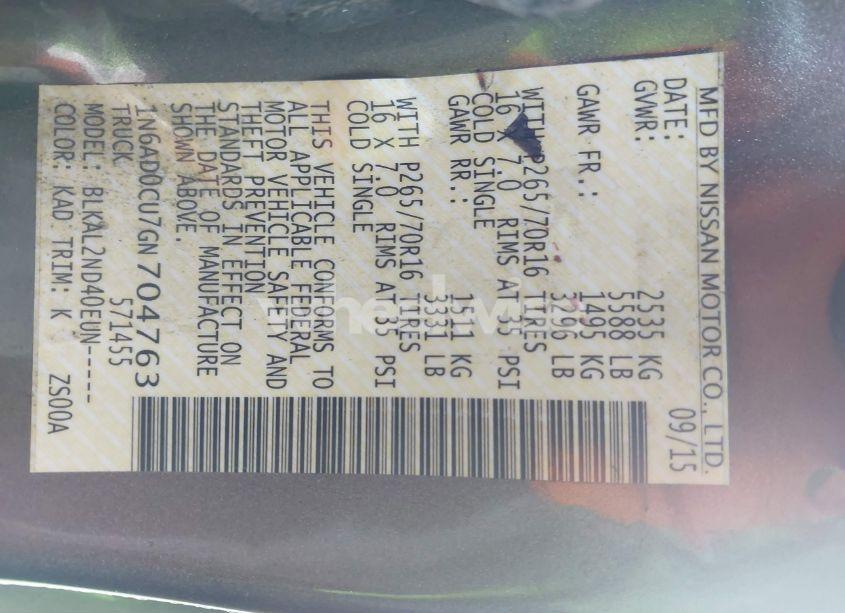 MFD BY NISSAN MOTOR CO., LTD.
DATE: 09/15
GVWR: 2535 KG
5588 LB
GAWR FR.: 1495 KG
3296 LB
WITH P265/70R16 TIRES
16 X 7.0 RIMS AT 35 PSI
COLD SINGLE
GAWR RR.: 1511 KG
3331 LB
WITH P265/70R16 TIRES
16 X 7.0 RIMS AT 35 PSI
COLD SINGLE
THIS VEHICLE CONFORMS TO
ALL APPLICABLE FEDERAL
MOTOR VEHICLE SAFETY AND
THEFT PREVENTION
STANDARDS IN EFFECT ON
THE DATE OF MANUFACTURE
SHOWN ABOVE.
1N6AD0CU7GN704763
TRUCK 571455
MODEL: BLKAL2ND40EUN-----
COLOR: KAD TRIM: K ZS00A